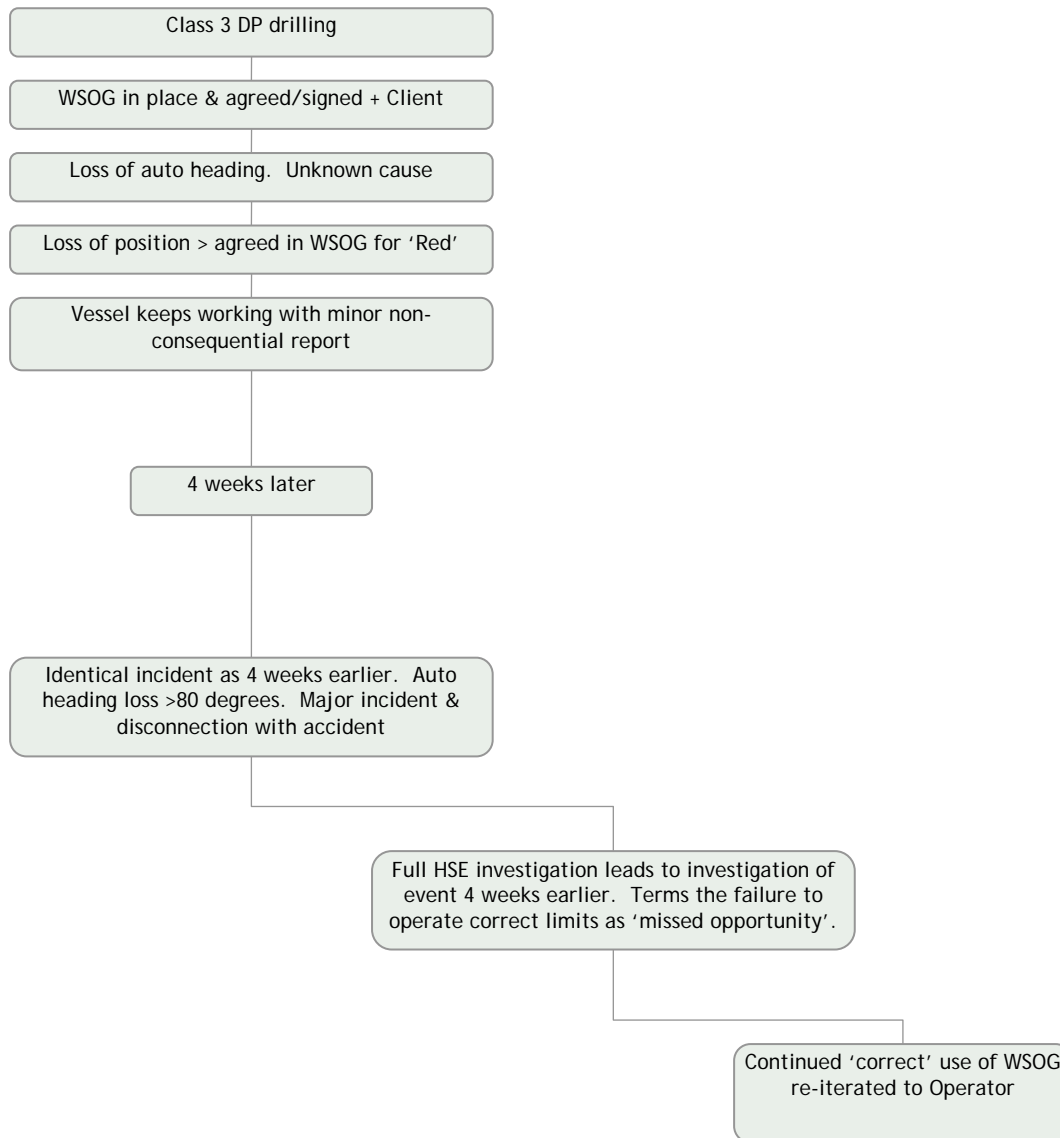 Class 3 DP drilling
WSOG in place & agreed/signed + Client
Loss of auto heading. Unknown cause
Loss of position > agreed in WSOG for ‘Red’
Vessel keeps working with minor non-
consequential report
4 weeks later
Identical incident as 4 weeks earlier. Auto
heading loss >80 degrees. Major incident &
disconnection with accident
Full HSE investigation leads to investigation of
event 4 weeks earlier. Terms the failure to
operate correct limits as ‘missed opportunity’.
Continued ‘correct’ use of WSOG
re-iterated to Operator